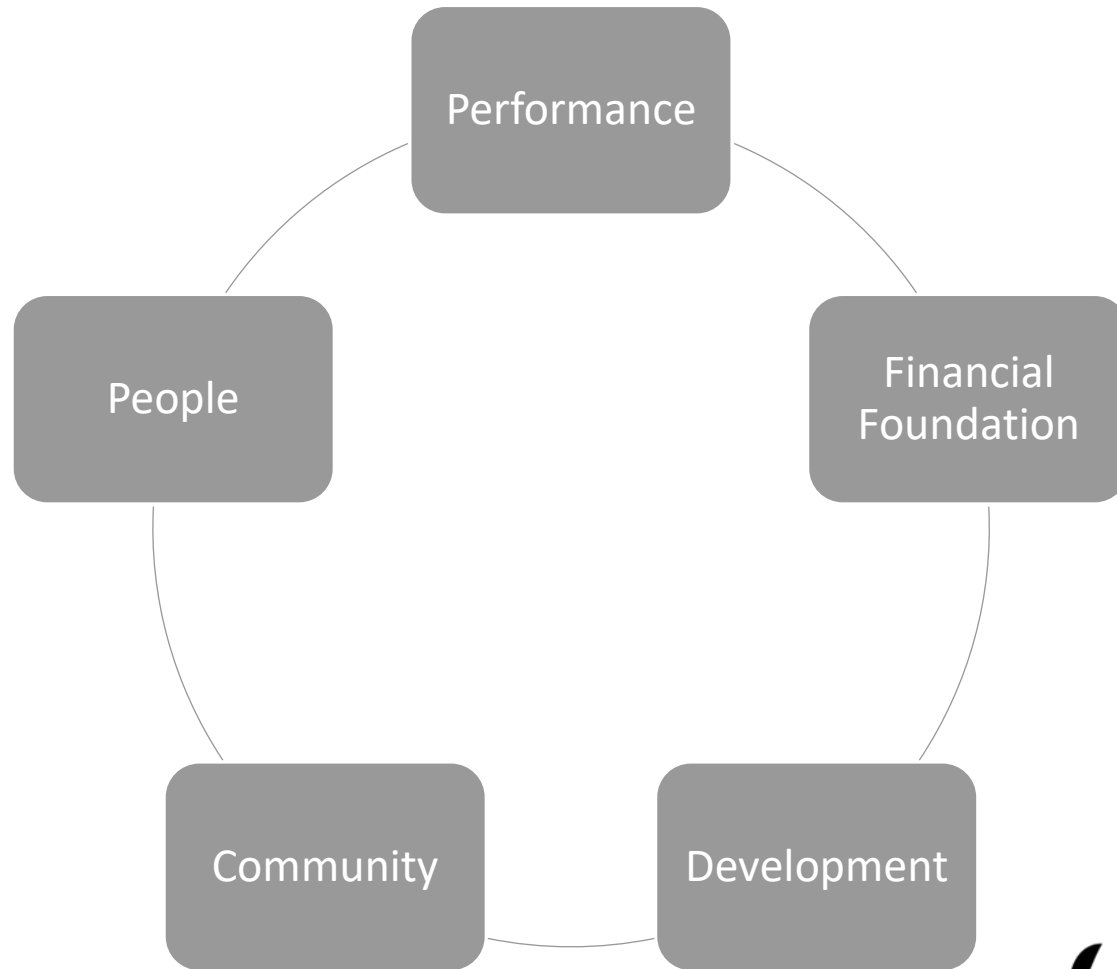 Performance
Financial
Foundation
Development
Community
People